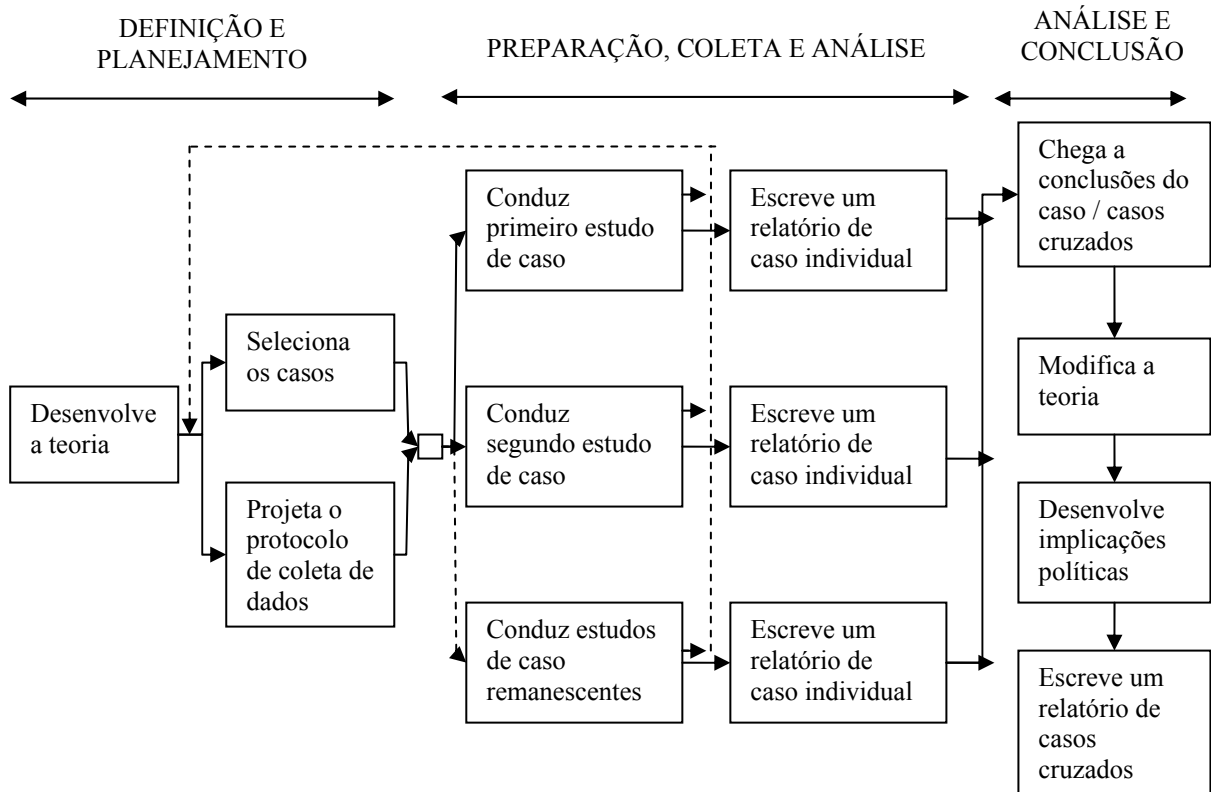 DEFINIÇÃO E
PLANEJAMENTO
PREPARAÇÃO, COLETA E ANÁLISE
ANÁLISE E
CONCLUSÃO
Desenvolve
a teoria
Seleciona
os casos
Projeta o
protocolo
de coleta de
dados
Conduz
primeiro estudo
de caso
Escreve um
relatório de
caso individual
Conduz
segundo estudo
de caso
Escreve um
relatório de
caso individual
Conduz estudos
de caso
remanescentes
Escreve um
relatório de
caso individual
Chega a
conclusões do
caso / casos
cruzados
Modifica a
teoria
Desenvolve
implicações
políticas
Escreve um
relatório de
casos
cruzados